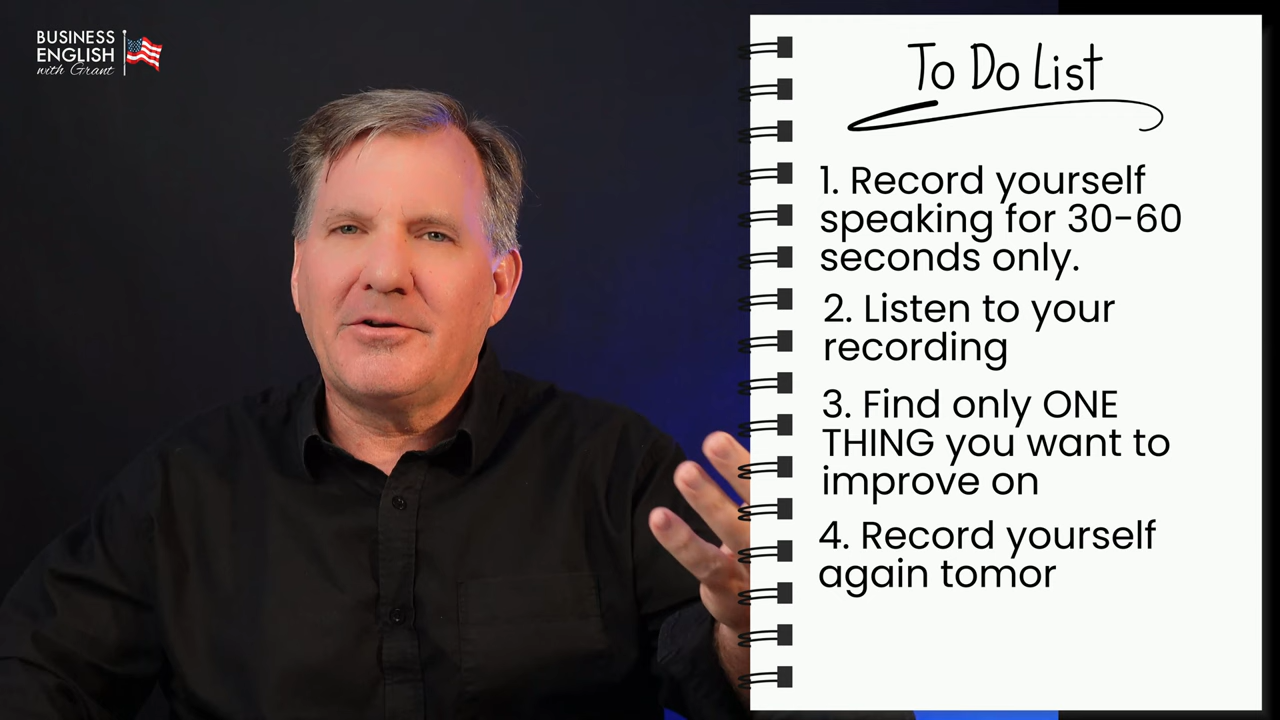 BUSINESS
ENGLISH
with Grant
To Do List
1. Record yourself
speaking for 30-60
seconds only.
2. Listen to your
recording
3. Find only ONE
THING you want to
improve on
4. Record yourself
again tomor